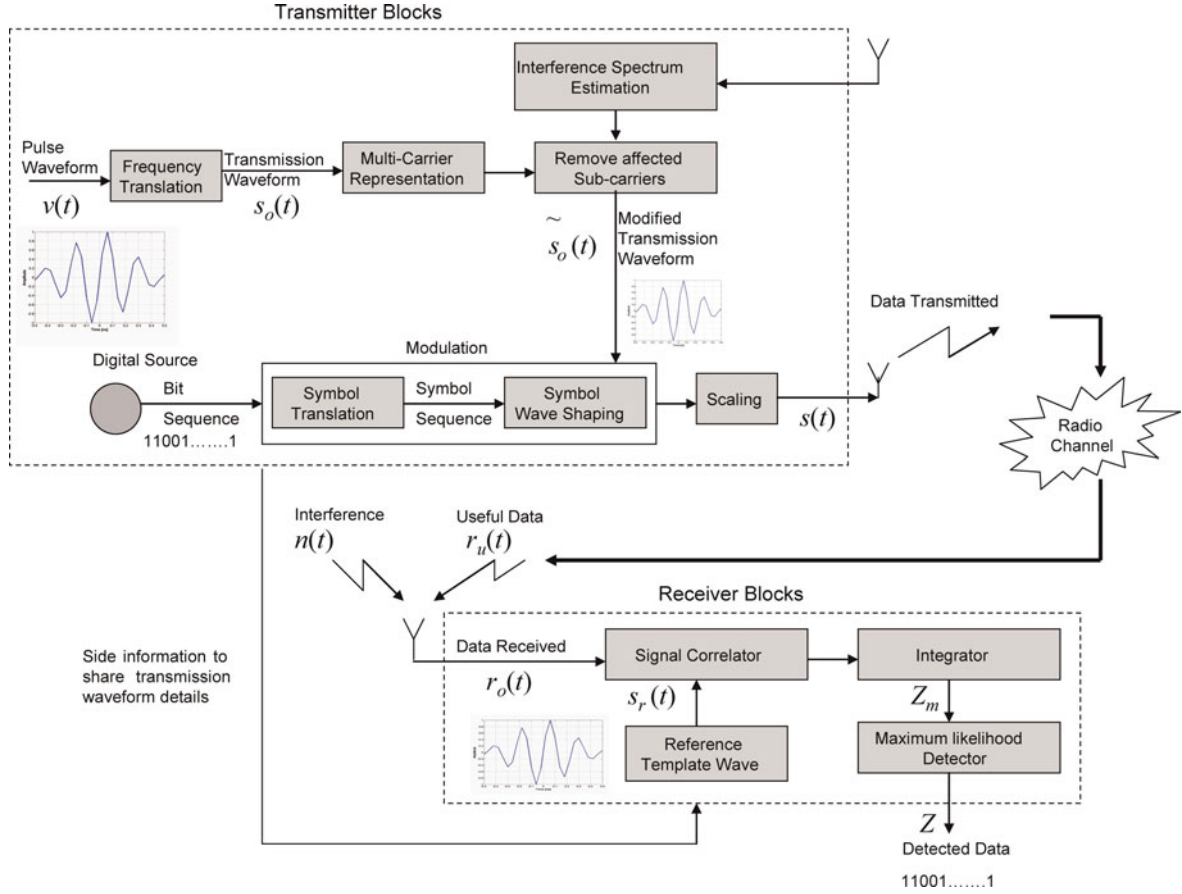 Transmitter Blocks
Interference Spectrum
Estimation
Pulse
Waveform
v(t)
Frequency
Translation
Transmission
Waveform
s_o(t)
Multi-Carrier
Representation
Remove affected
Sub-carriers
~
s_o(t)
Modified
Transmission
Waveform
Digital Source
Bit
Sequence
11001.......1
Modulation
Symbol
Translation
Symbol
Sequence
Symbol
Wave Shaping
Scaling
s(t)
Data Transmitted
Radio
Channel
Interference
n(t)
Useful Data
r_u(t)
Receiver Blocks
Side information to
share transmission
waveform details
Data Received
r_o(t)
Signal Correlator
s_r(t)
Reference
Template Wave
Integrator
Z_m
Maximum likelihood
Detector
Z
Detected Data
11001.......1